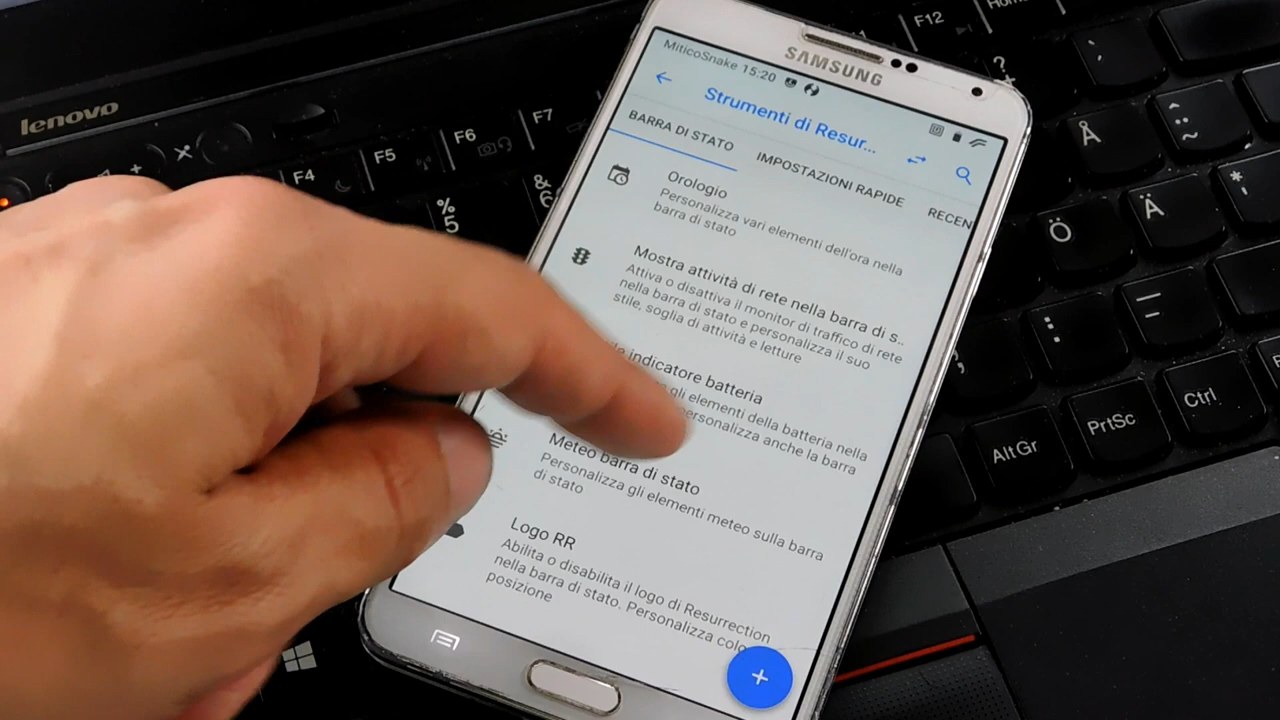 lenovo
F12
F7
F6
F5
F4
%
5
&
6
?
+
Å
^
~
*
'
Ö
Ä
:
.
—
-
;
,
AltGr
PrtSc
Ctrl
SAMSUNG
MiticoSnake 15:20
Strumenti di Resur...
BARRA DI STATO
IMPOSTAZIONI RAPIDE
RECEN
Orologio
Personalizza vari elementi dell'ora nella
barra di stato
Mostra attività di rete nella barra di s..
Attiva o disattiva il monitor di traffico di rete
nella barra di stato e personalizza il suo
stile, soglia di attività e letture
indicatore batteria
gli elementi della batteria nella
personalizza anche la barra
Meteo barra di stato
Personalizza gli elementi meteo sulla barra
di stato
Logo RR
Abilita o disabilita il logo di Resurrection
nella barra di stato. Personalizza colo
posizione
+